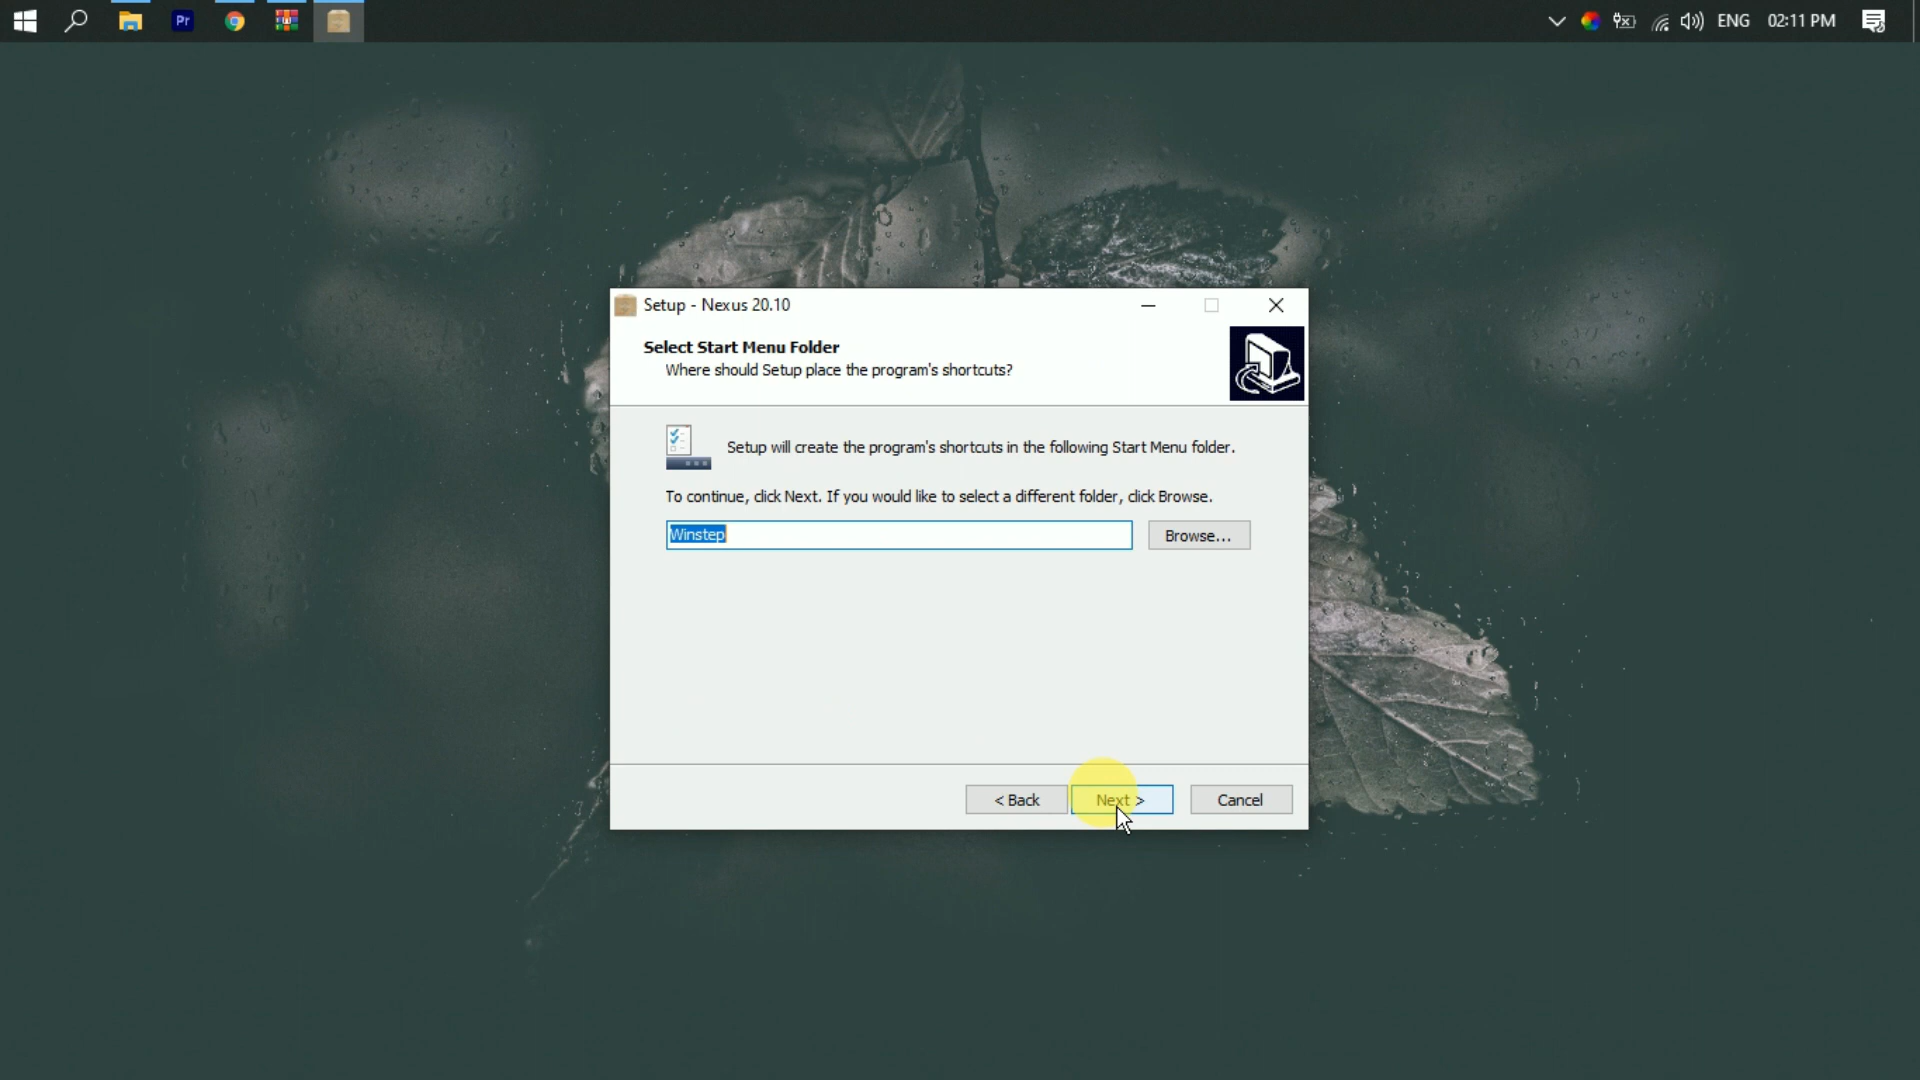 Pr
ENG
02:11 PM
Setup - Nexus 20.10
Select Start Menu Folder
Where should Setup place the program's shortcuts?
Setup will create the program's shortcuts in the following Start Menu folder.
To continue, click Next. If you would like to select a different folder, click Browse.
Winstep
Browse...
< Back
Next >
Cancel